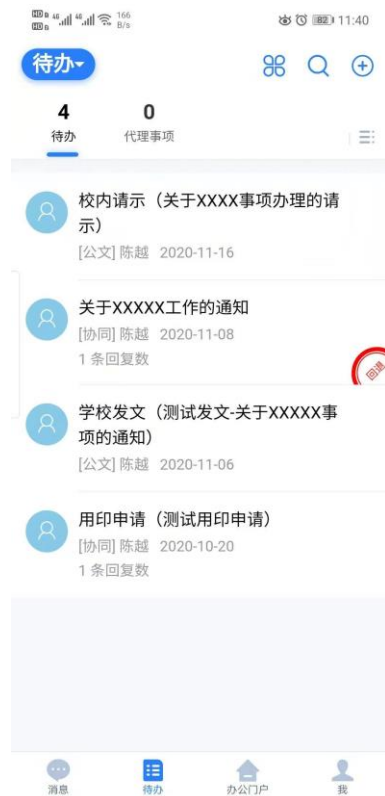 46 46 166 B/s 82 11:40
待办
4 0
待办 代理事项
校内请示（关于XXXX事项办理的请
示）
[公文] 陈越 2020-11-16
关于XXXXX工作的通知
[协同] 陈越 2020-11-08
1 条回复数
回退
学校发文（测试发文-关于XXXXX事
项的通知）
[公文] 陈越 2020-11-06
用印申请（测试用印申请）
[协同] 陈越 2020-10-20
1 条回复数
消息 待办 办公门户 我